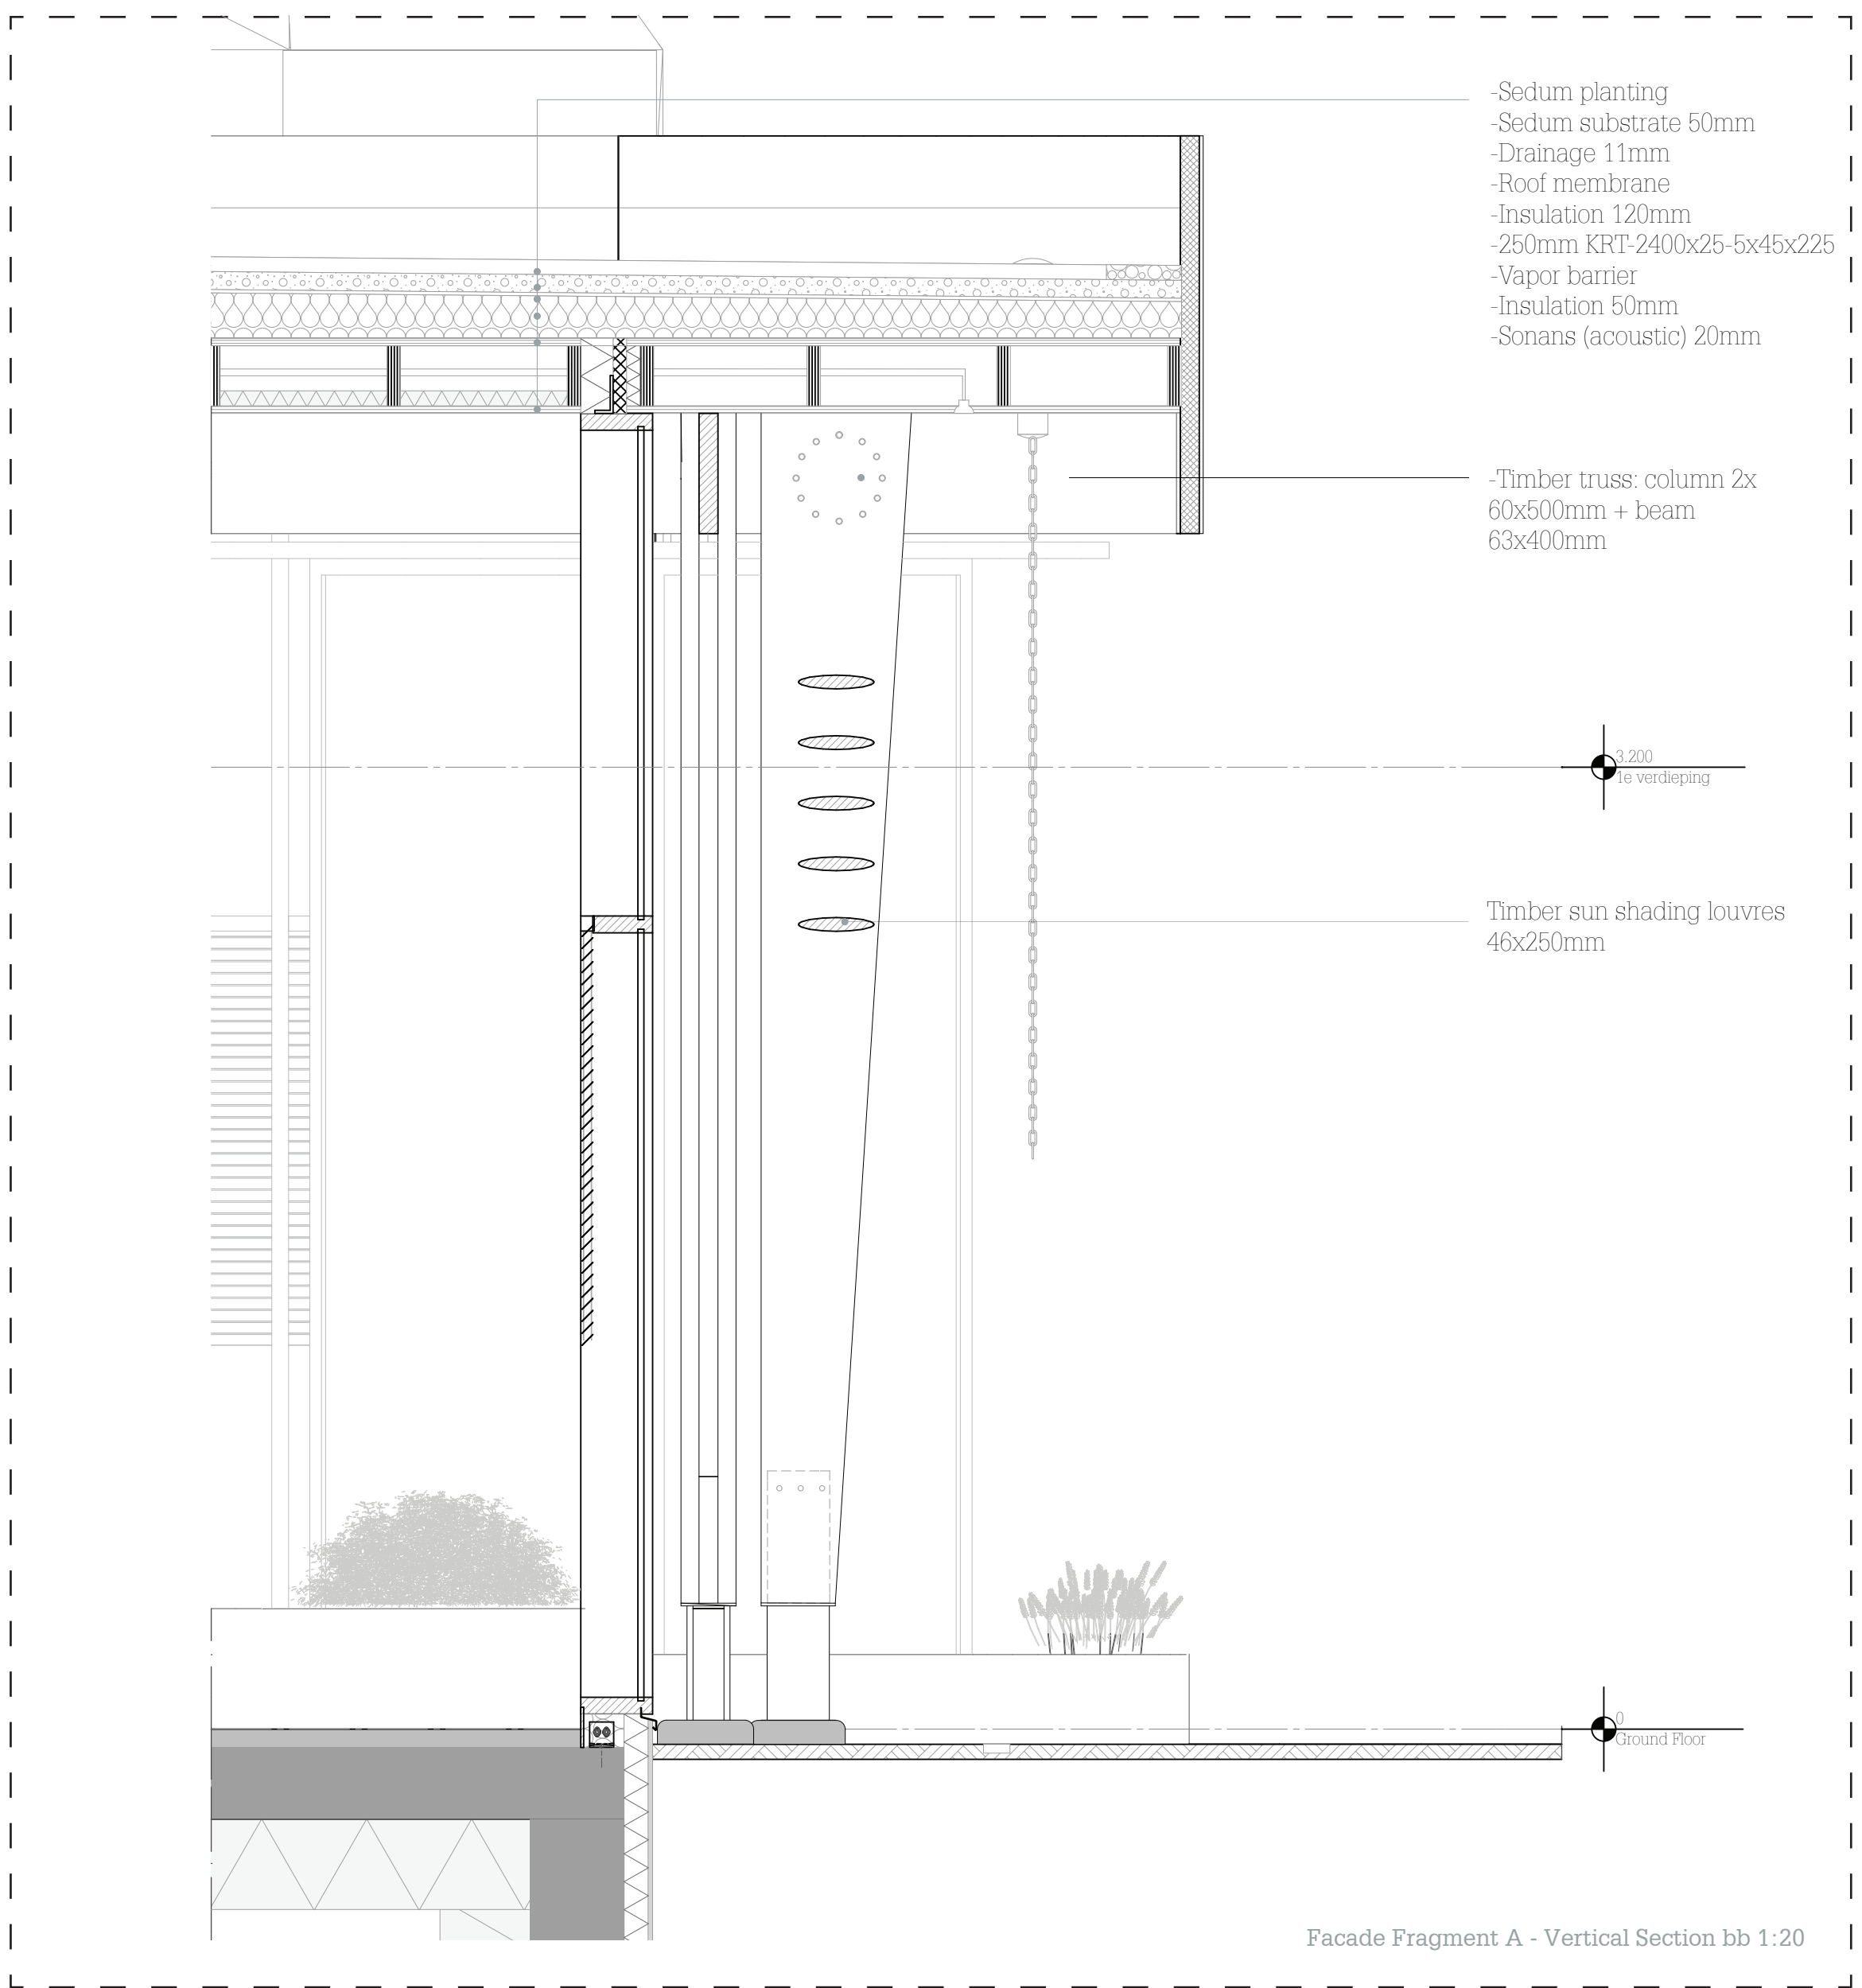 -Sedum planting
-Sedum substrate 50mm
-Drainage 11mm
-Roof membrane
-Insulation 120mm
-250mm KRT-2400x25-5x45x225
-Vapor barrier
-Insulation 50mm
-Sonans (acoustic) 20mm
-Timber truss: column 2x
60x500mm + beam
63x400mm
3.200
1e verdieping
Timber sun shading louvres
46x250mm
0
Ground Floor
Facade Fragment A - Vertical Section bb 1:20